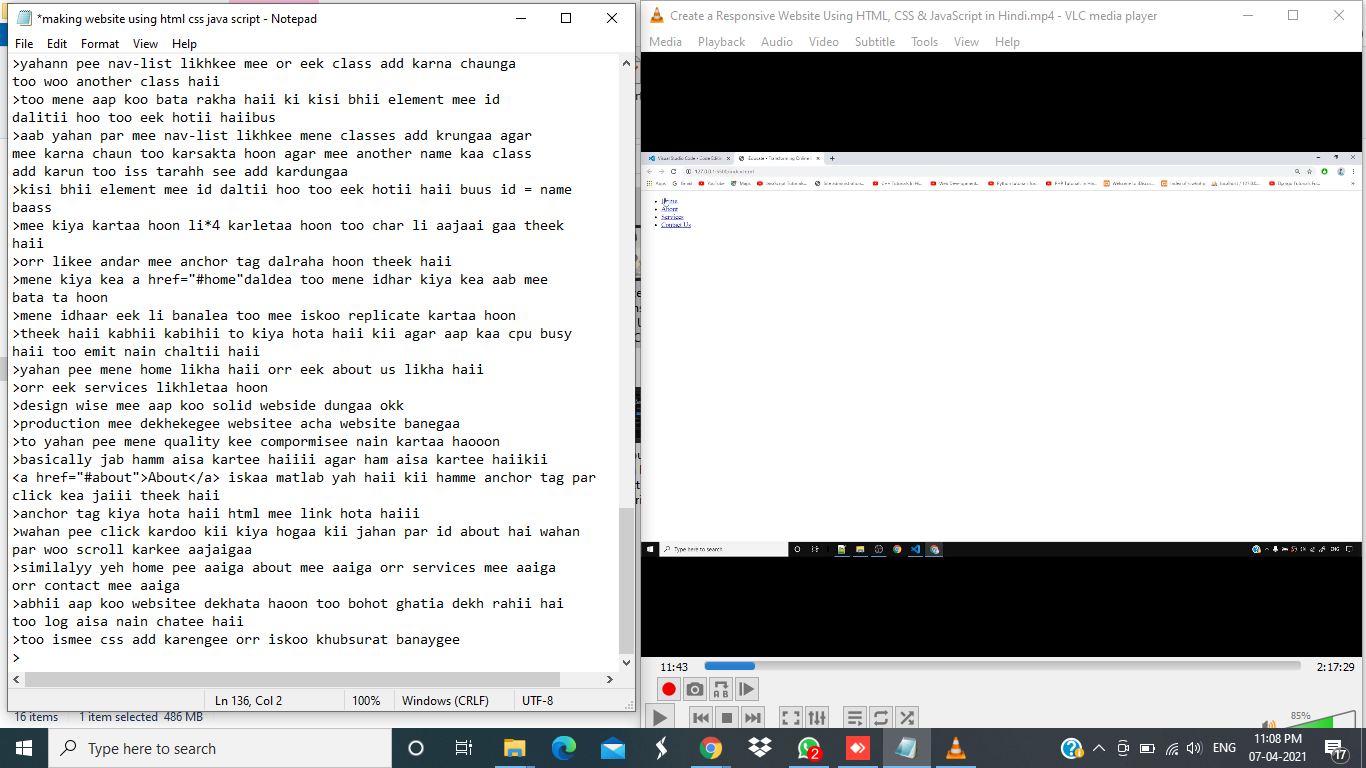 *making website using html css java script - Notepad
File Edit Format View Help
>yahann pee nav-list likhkee mee or eek class add karna chaunga
too woo another class haii
>too mene aap koo bata rakha haii ki kisi bhii element mee id
dalitii hoo too eek hotii haiibus
>aab yahan par mee nav-list likhkee mene classes add krungaa agar
mee karna chaun too karsakta hoon agar mee another name kaa class
add karun too iss tarahh see add kardungaa
>kisi bhii element mee id daltii hoo too eek hotii haii buus id = name
baass
>mee kiya kartaa hoon li*4 karletaa hoon too char li aajaai gaa theek
haii
>orr likee andar mee anchor tag dalraha hoon theek haii
>mene kiya kea a href="#home"daldea too mene idhar kiya kea aab mee
bata ta hoon
>mene idhaar eek li banalea too mee iskoo replicate kartaa hoon
>theek haii kabhii kabihii to kiya hota haii kii agar aap kaa cpu busy
haii too emit nain chaltii haii
>yahan pee mene home likha haii orr eek about us likha haii
>orr eek services likhletaa hoon
>design wise mee aap koo solid webside dungaa okk
>production mee dekhekegee websitee acha website banegaa
>to yahan pee mene quality kee compormisee nain kartaa haooon
>basically jab hamm aisa kartee haiiii agar ham aisa kartee haiikii
<a href="#about">About</a> iskaa matlab yah haii kii hamme anchor tag par
click kea jaiii theek haii
>anchor tag kiya hota haii html mee link hota haiii
>wahan pee click kardoo kii kiya hogaa kii jahan par id about hai wahan
par woo scroll karkee aajaigaa
>similalyy yeh home pee aaiga about mee aaiga orr services mee aaiga
orr contact mee aaiga
>abhii aap koo websitee dekhata haoon too bohot ghatia dekh rahii hai
too log aisa nain chatee haii
>too ismee css add karengee orr iskoo khubsurat banaygee
>
Ln 136, Col 2 100% Windows (CRLF) UTF-8
16 items 1 item selected 486 MB
Create a Responsive Website Using HTML, CSS & JavaScript in Hindi.mp4 - VLC media player
Media Playback Audio Video Subtitle Tools View Help
Visual Studio Code - Code Editing
Educate - Transforming Online
Apps Gmail YouTube Maps JavaScript Tutorials... Site administration...
Home
About
Services
Contact Us
Type here to search
ENG
11:43 2:17:29
A B
85%
Type here to search
2
ENG
11:08 PM
07-04-2021
17